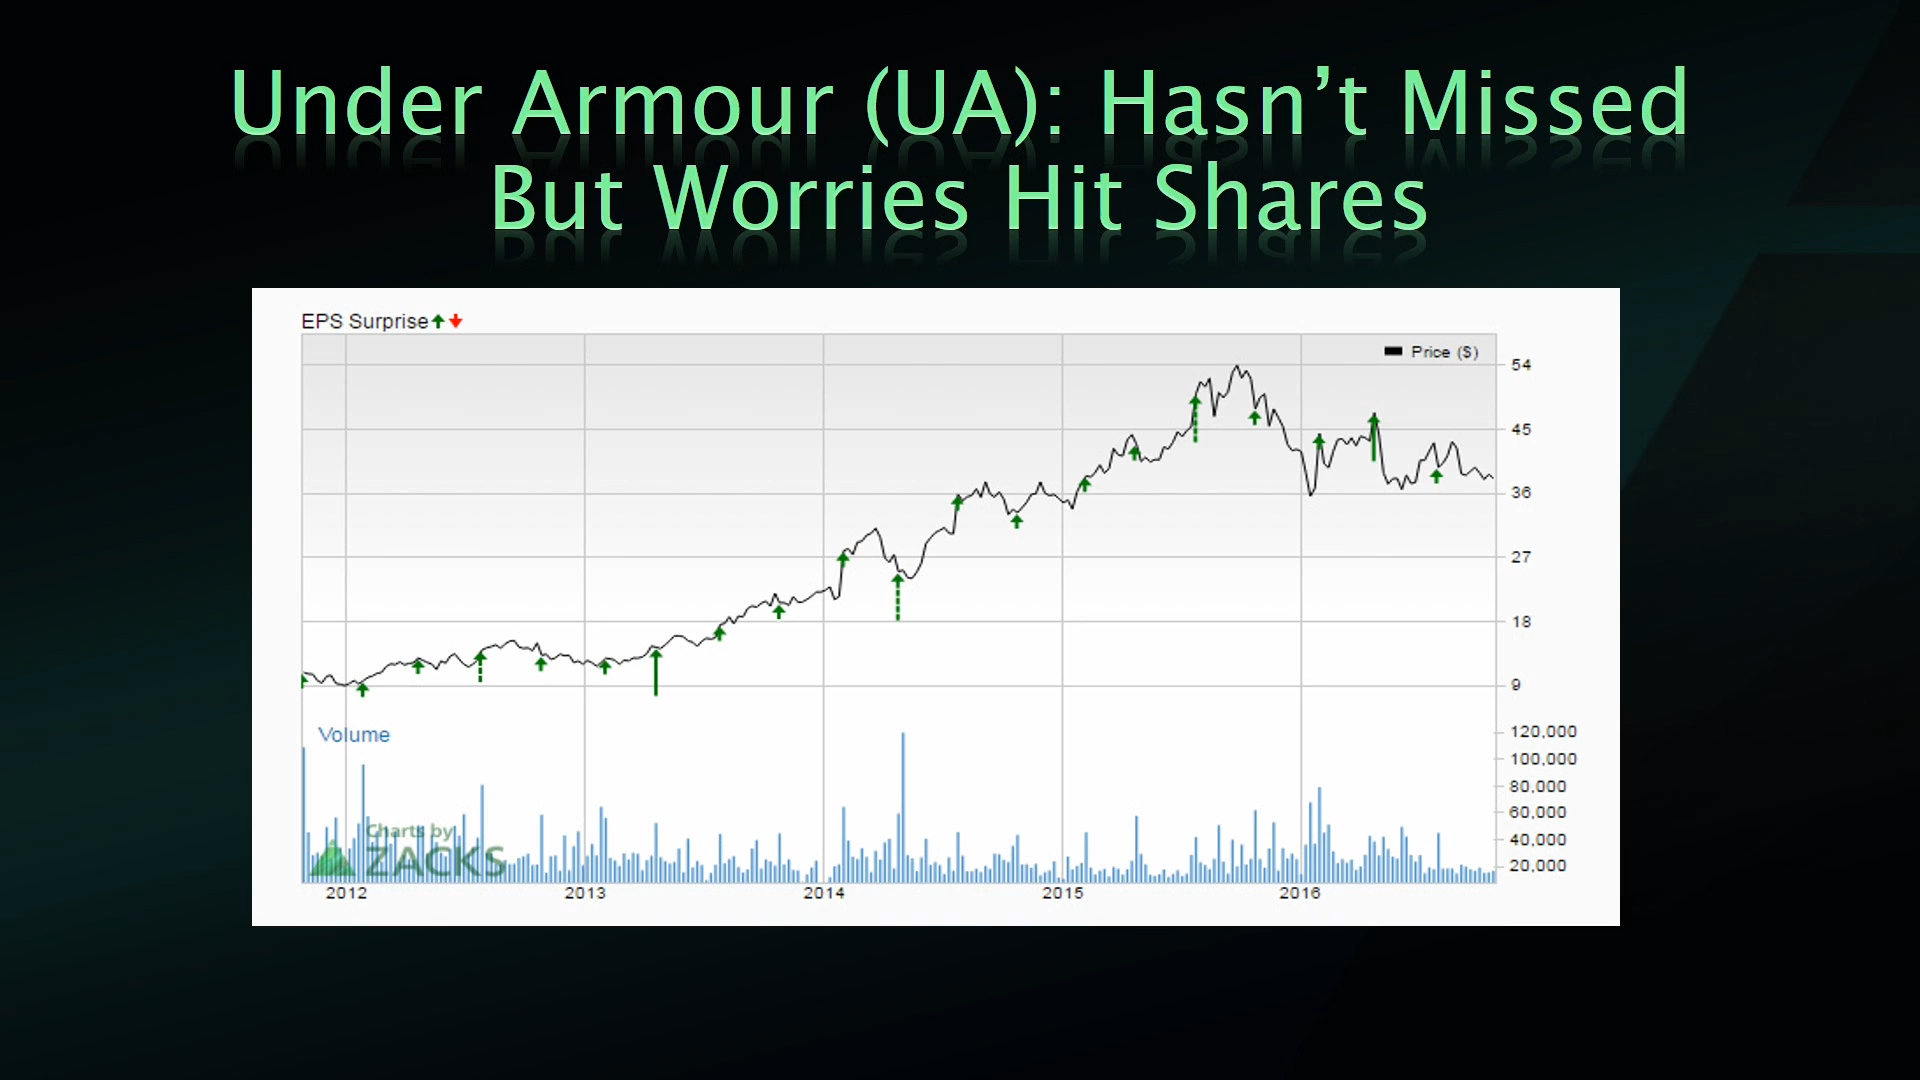 Under Armour (UA): Hasn’t Missed
But Worries Hit Shares
EPS Surprise
Price ($)
54
45
36
27
18
9
Volume
120,000
100,000
80,000
60,000
40,000
20,000
Charts by
ZACKS
2012 2013 2014 2015 2016